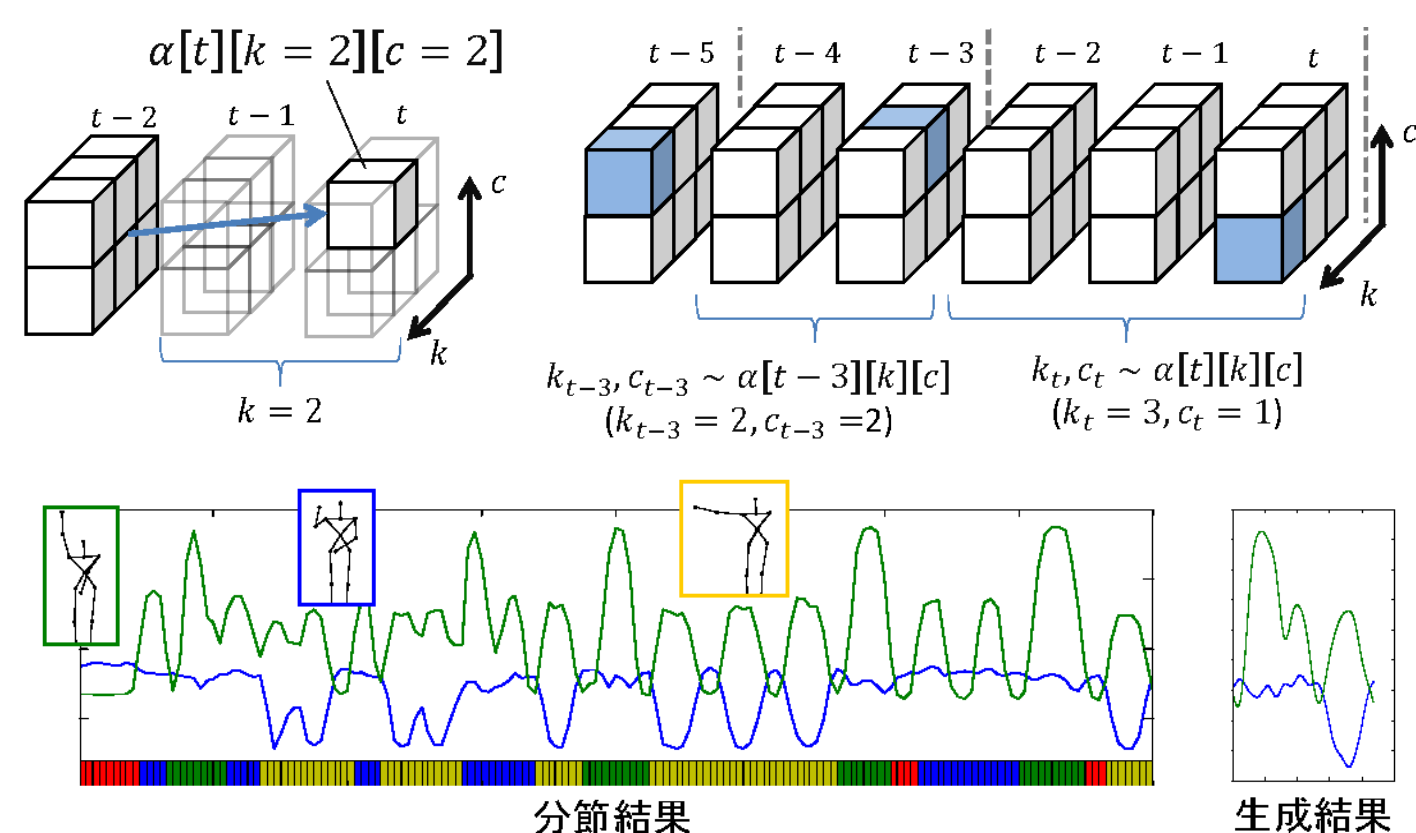 α[t][k = 2][c = 2]
t − 2
t − 1
t
c
k
k = 2
t − 5
t − 4
t − 3
t − 2
t − 1
t
c
k
k_{t−3}, c_{t−3} ~ α[t − 3][k][c]
(k_{t−3} = 2, c_{t−3} =2)
k_t, c_t ~ α[t][k][c]
(k_t = 3, c_t = 1)
分節結果
生成結果